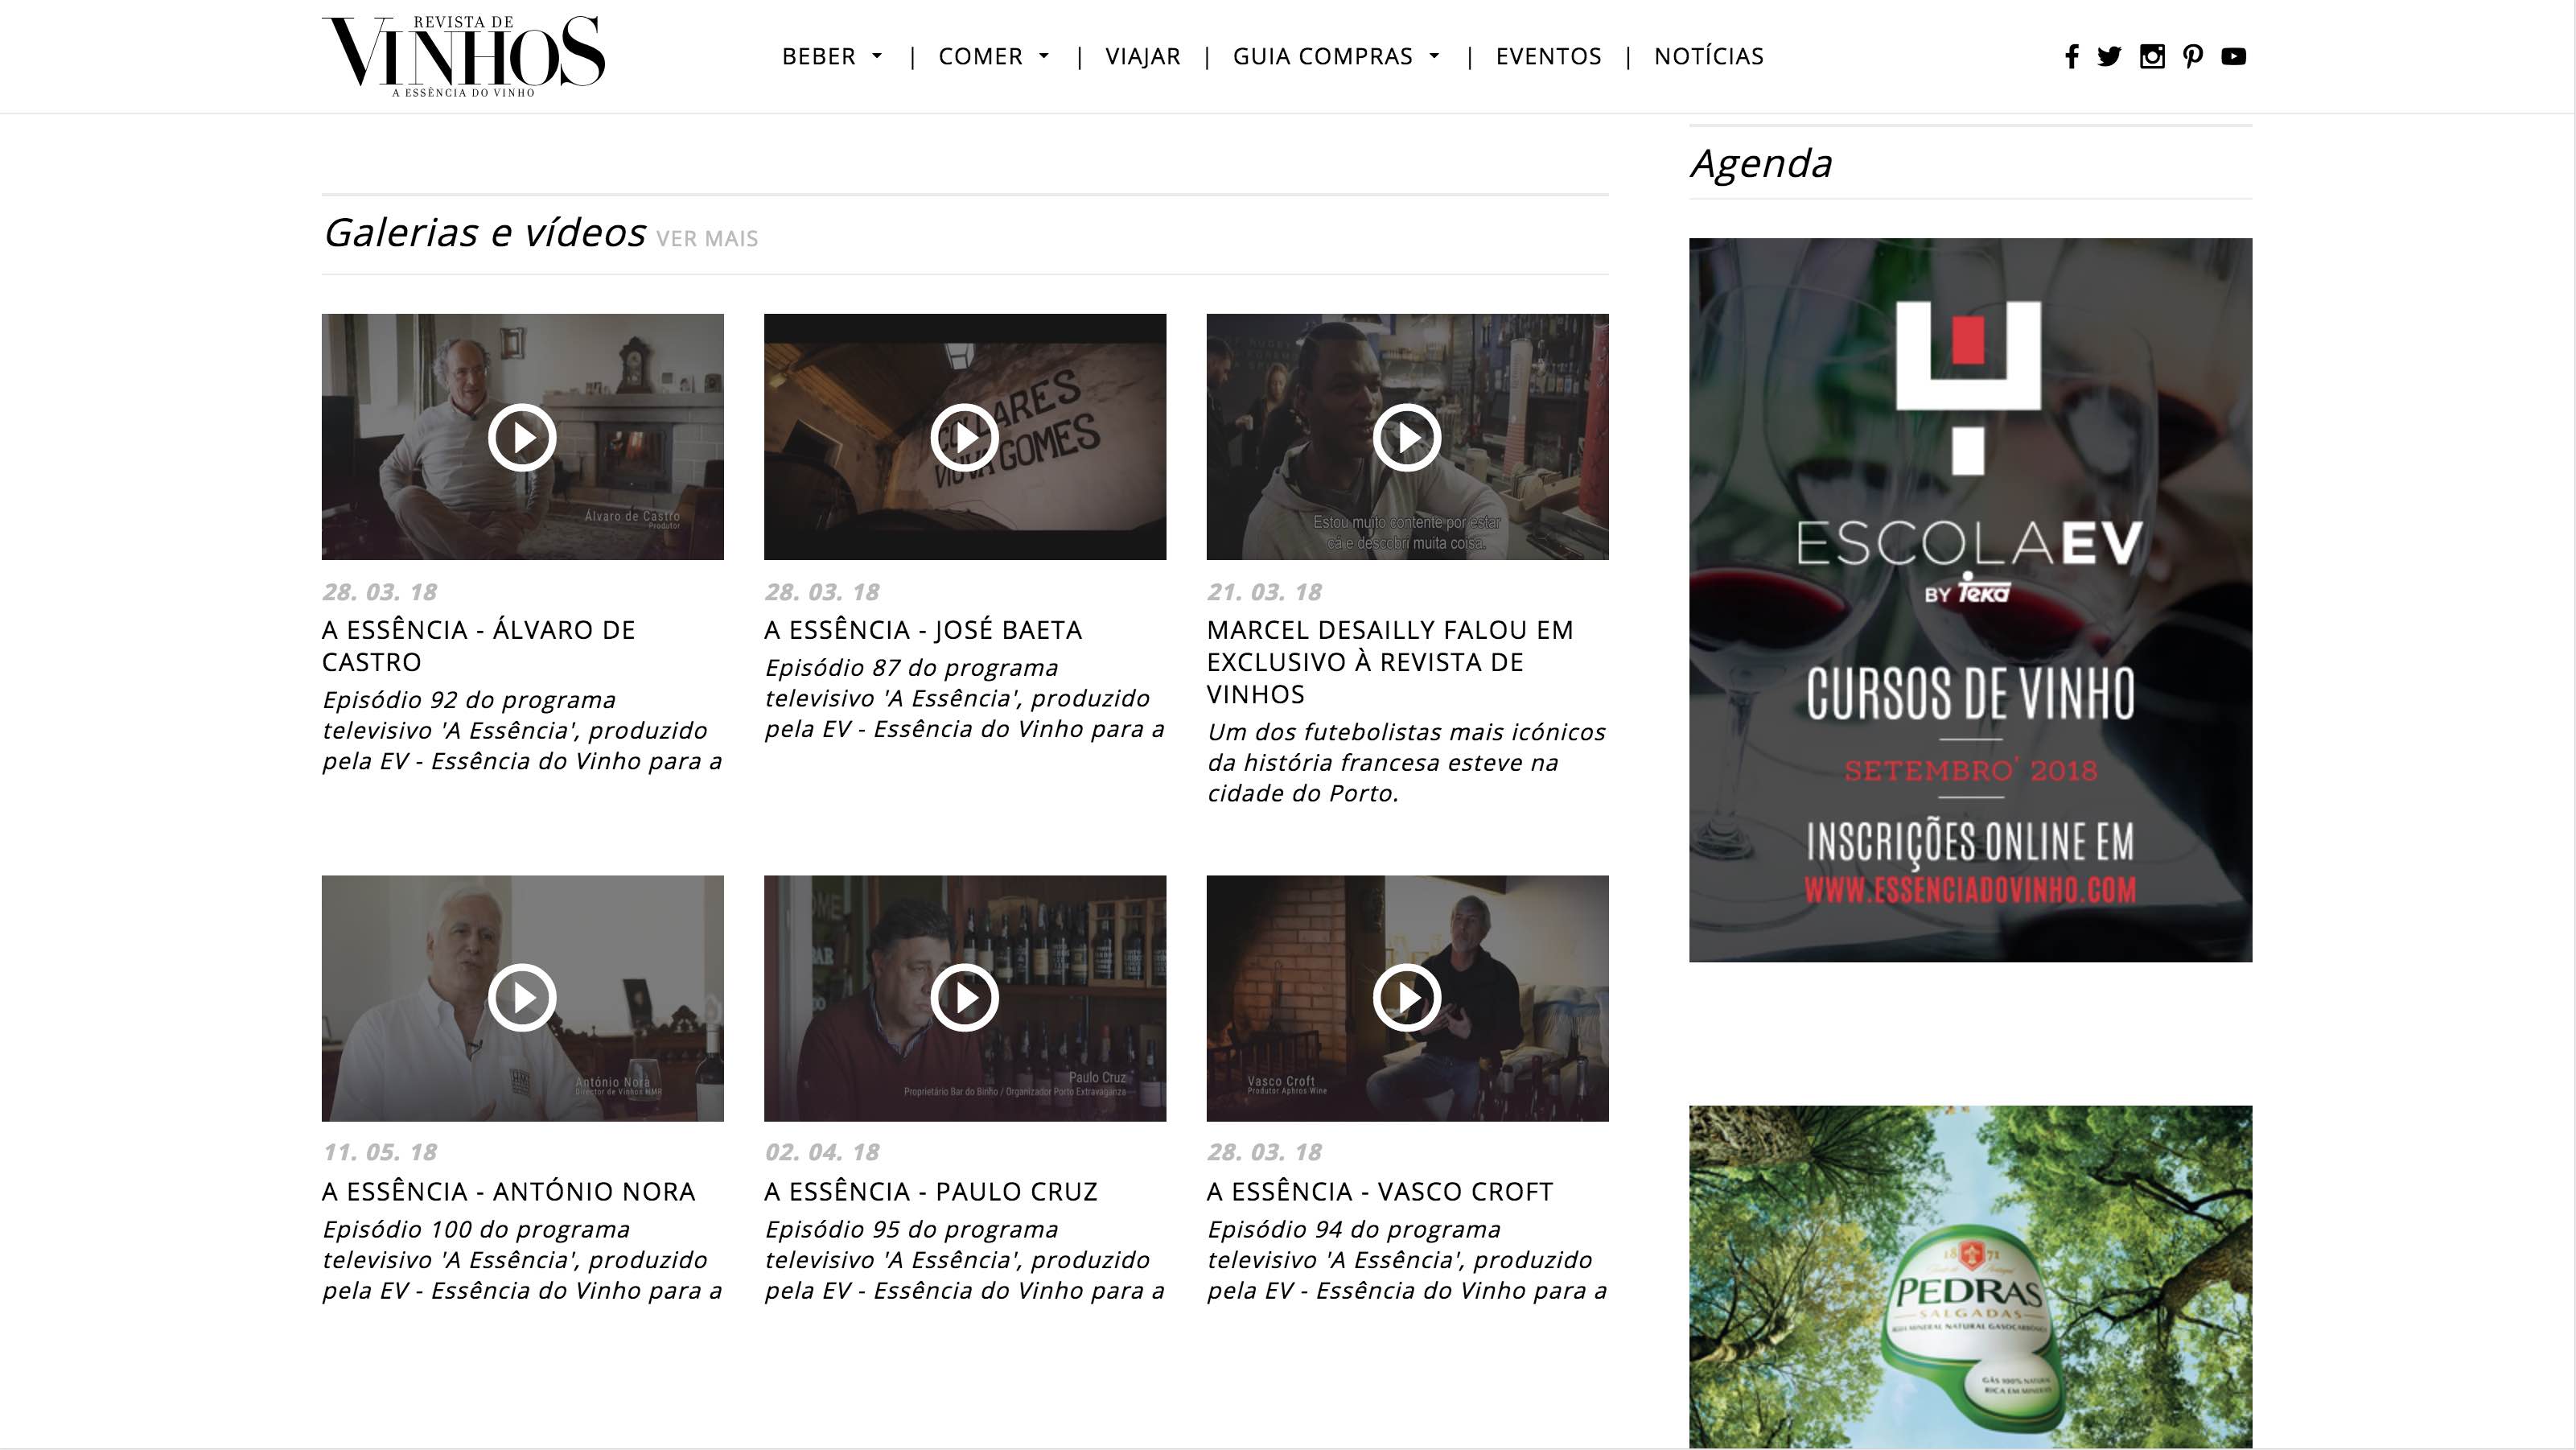 REVISTA DE
VINHOS
A ESSÊNCIA DO VINHO
BEBER | COMER | VIAJAR | GUIA COMPRAS | EVENTOS | NOTÍCIAS
Galerias e vídeos VER MAIS
Álvaro de Castro
Produtor
COLLARES
VIUVA GOMES
Estou muito contente por estar
cá e descobri muita coisa.
28. 03. 18
A ESSÊNCIA - ÁLVARO DE
CASTRO
Episódio 92 do programa
televisivo 'A Essência', produzido
pela EV - Essência do Vinho para a
28. 03. 18
A ESSÊNCIA - JOSÉ BAETA
Episódio 87 do programa
televisivo 'A Essência', produzido
pela EV - Essência do Vinho para a
21. 03. 18
MARCEL DESAILLY FALOU EM
EXCLUSIVO À REVISTA DE
VINHOS
Um dos futebolistas mais icónicos
da história francesa esteve na
cidade do Porto.
António Nora
Director de Vinhos MMR
Paulo Cruz
Proprietário Bar do Binho / Organizador Porto Extravaganza
Vasco Croft
Produtor Aphros Wine
11. 05. 18
A ESSÊNCIA - ANTÓNIO NORA
Episódio 100 do programa
televisivo 'A Essência', produzido
pela EV - Essência do Vinho para a
02. 04. 18
A ESSÊNCIA - PAULO CRUZ
Episódio 95 do programa
televisivo 'A Essência', produzido
pela EV - Essência do Vinho para a
28. 03. 18
A ESSÊNCIA - VASCO CROFT
Episódio 94 do programa
televisivo 'A Essência', produzido
pela EV - Essência do Vinho para a
Agenda
ESCOLAEV
BY Teka
CURSOS DE VINHO
SETEMBRO' 2018
INSCRIÇÕES ONLINE EM
WWW.ESSENCIADOVINHO.COM
1871
PEDRAS
SALGADAS
ÁGUA MINERAL NATURAL GASOCARBÓNICA
GÁS 100% NATURAL
RICA EM MINERAIS